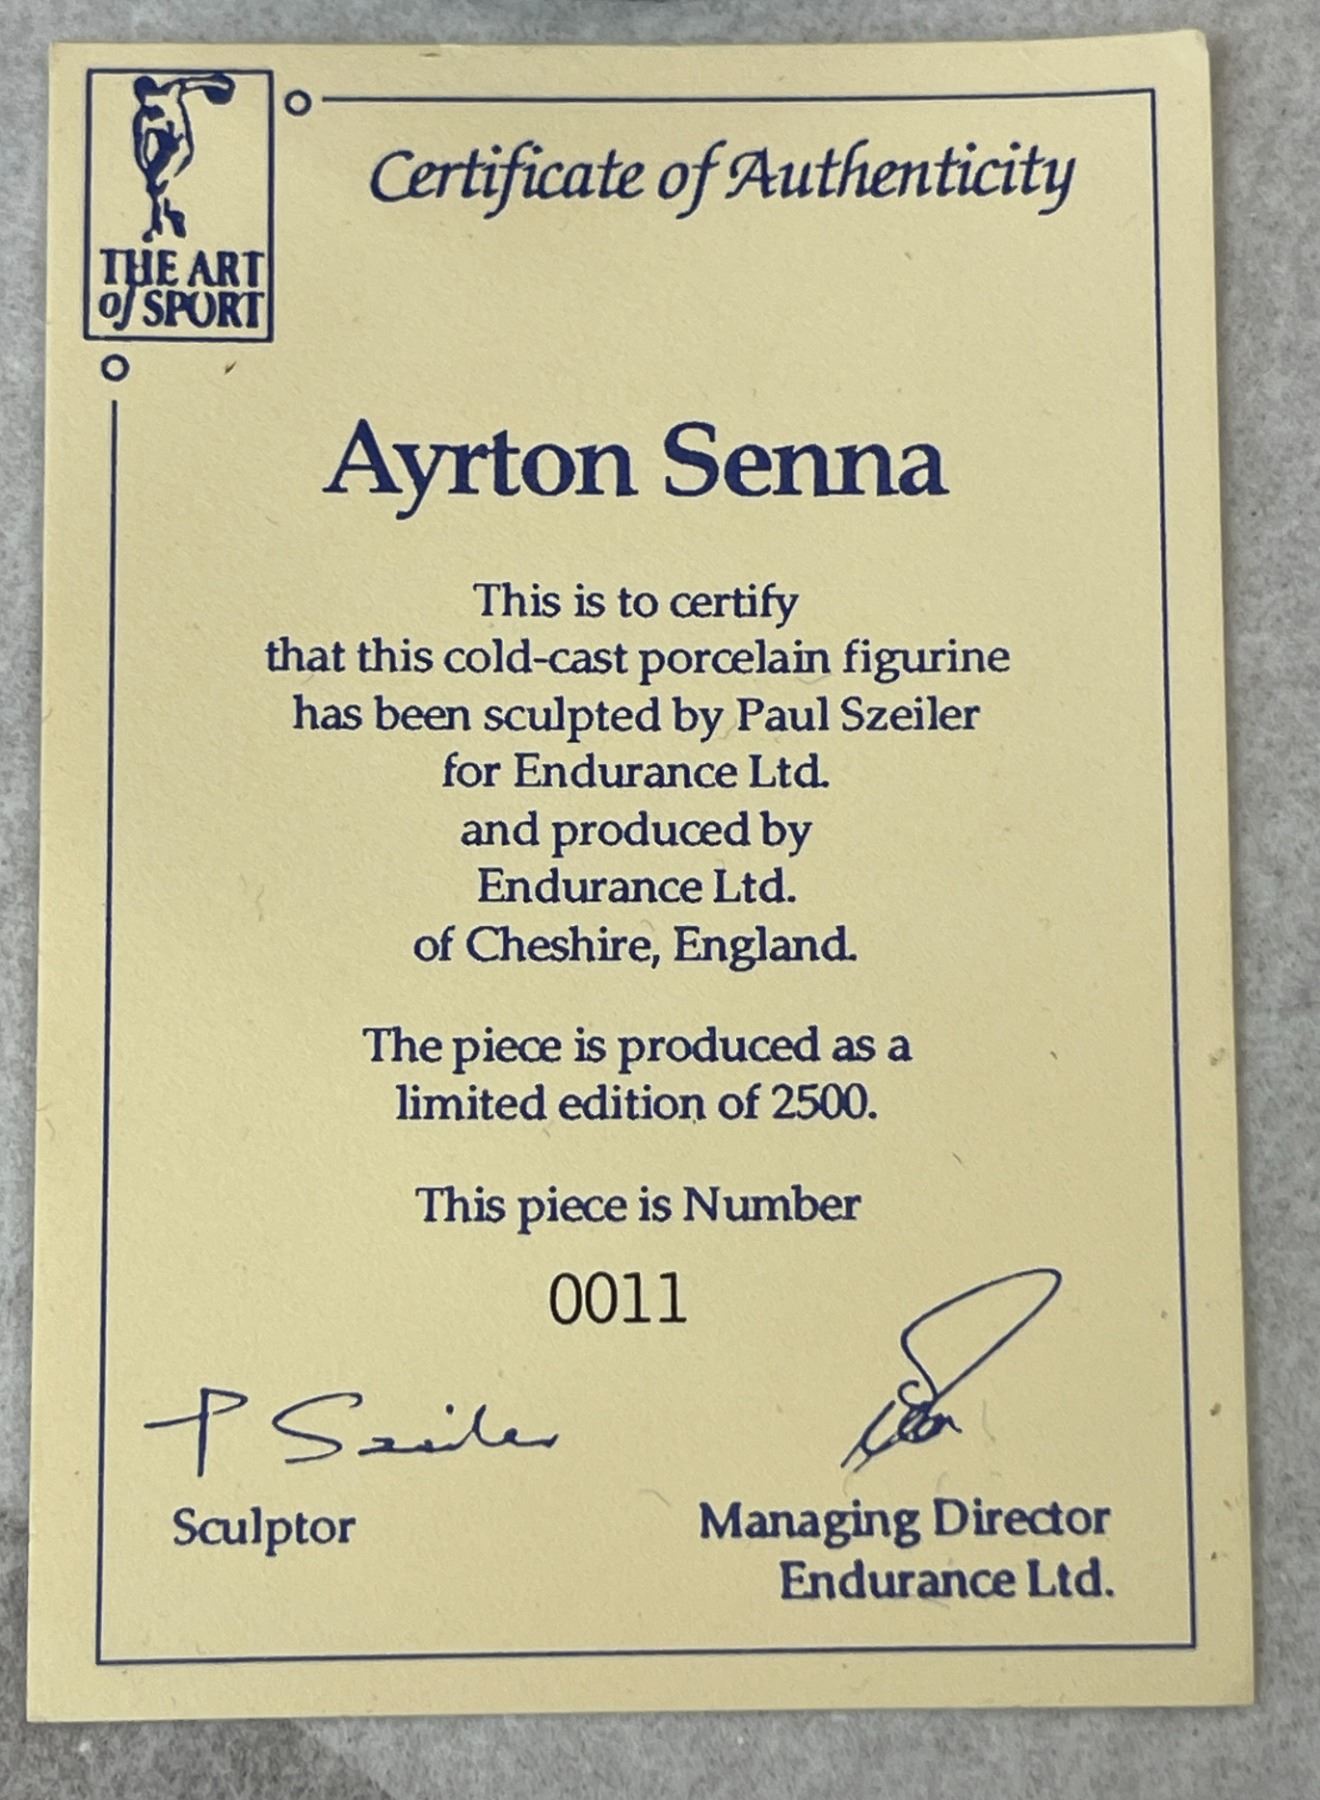 THE ART
of SPORT
Certificate of Authenticity
Ayrton Senna
This is to certify
that this cold-cast porcelain figurine
has been sculpted by Paul Szeiler
for Endurance Ltd.
and produced by
Endurance Ltd.
of Cheshire, England.
The piece is produced as a
limited edition of 2500.
This piece is Number
0011
P Szeiler
Sculptor
Managing Director
Endurance Ltd.